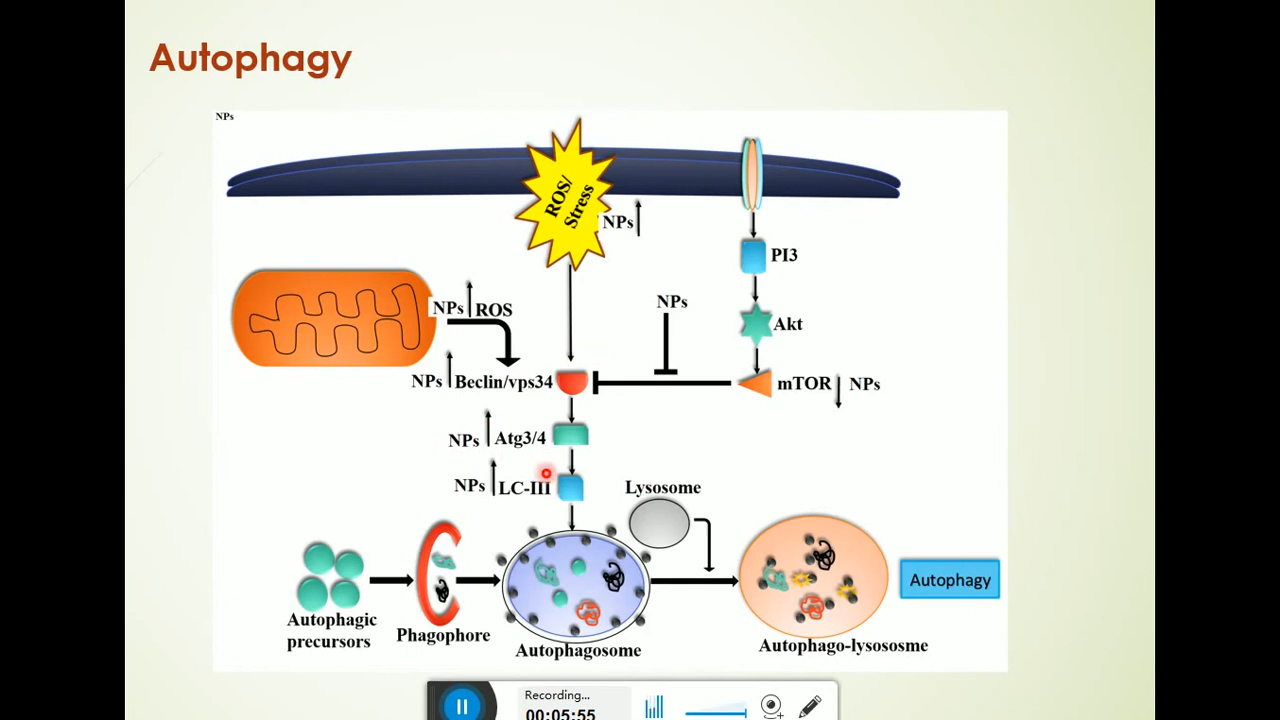 Autophagy
NPs
ROS/
Stress
NPs
PI3
NPs
ROS
NPs
Akt
NPs
Beclin/vps34
mTOR
NPs
NPs
Atg3/4
NPs
LC-III
Lysosome
Autophagy
Autophagic
precursors
Phagophore
Autophagosome
Autophago-lysososme
Recording...
00:05:55